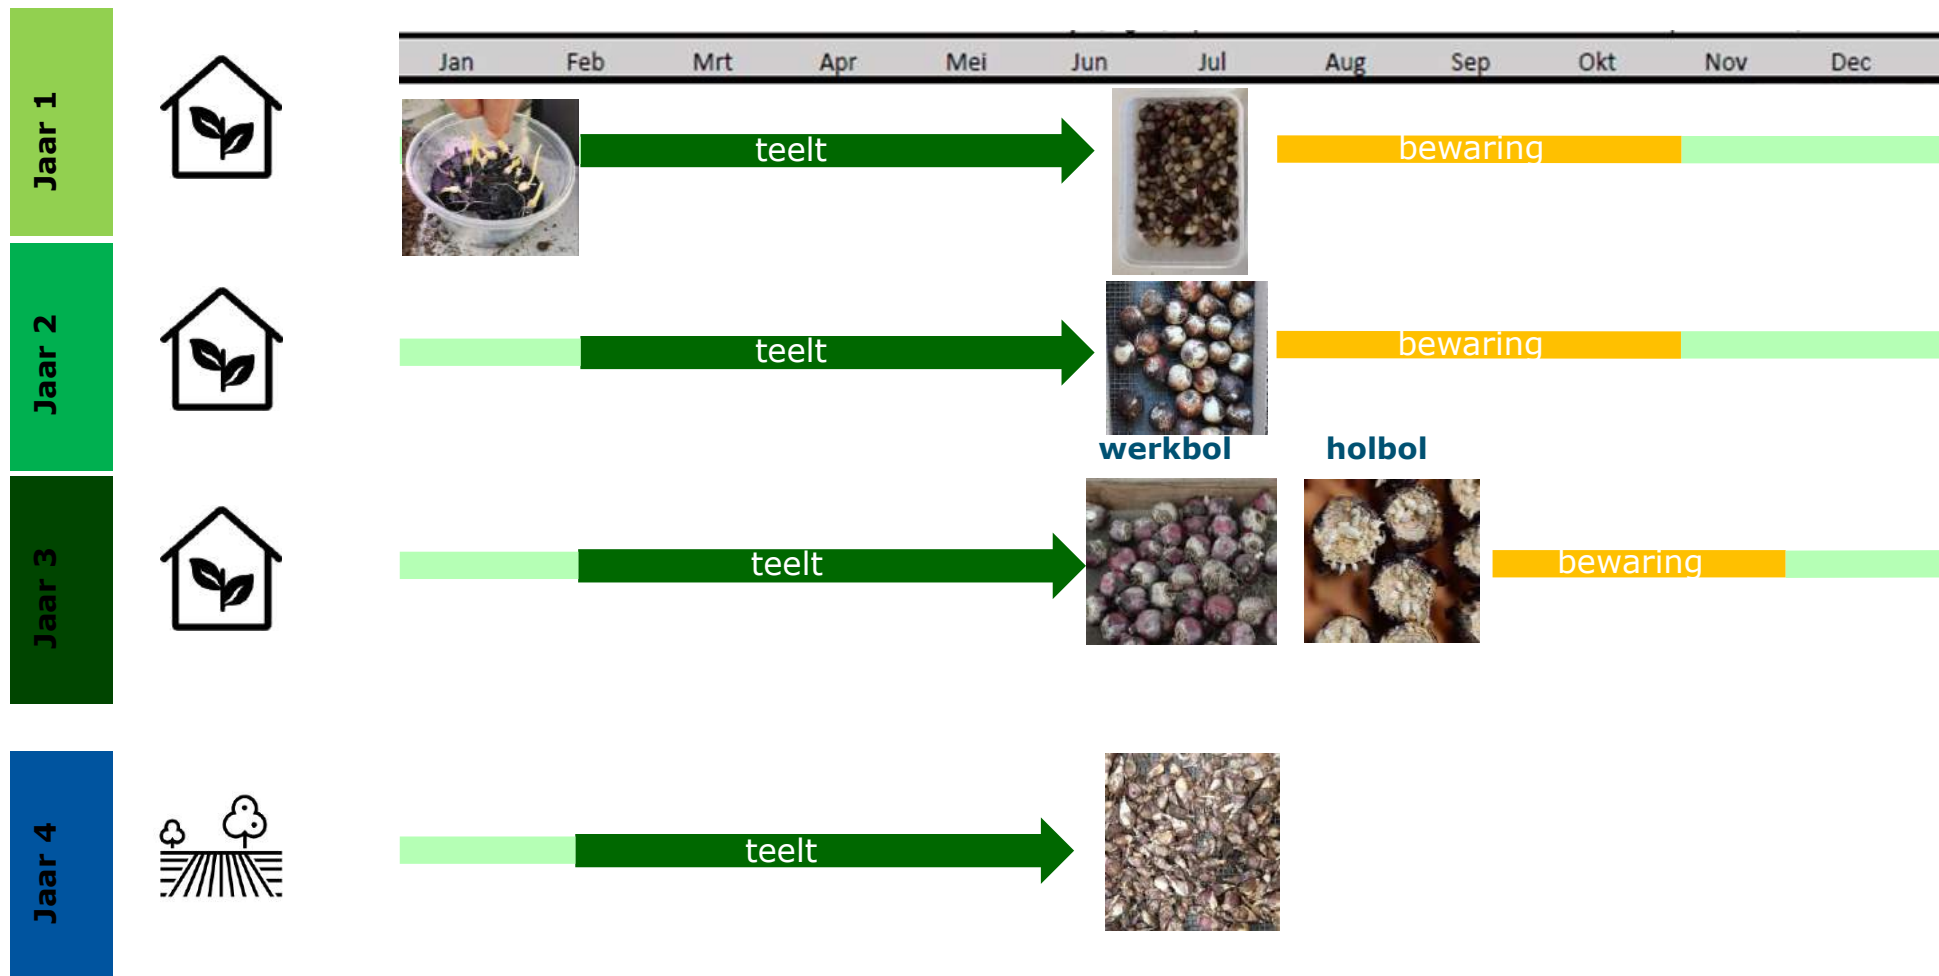 Jan Feb Mrt Apr Mei Jun Jul Aug Sep Okt Nov Dec
Jaar 1
teelt
bewaring
Jaar 2
teelt
bewaring
werkbol
holbol
Jaar 3
teelt
bewaring
Jaar 4
teelt